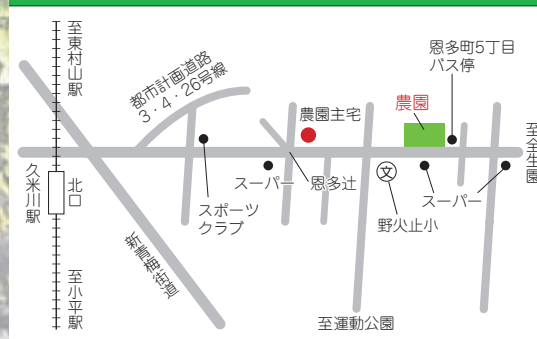 至東村山駅
久米川駅
北口
至小平駅
都市計画道路
3・4・26号線
新青梅街道
スポーツ
クラブ
スーパー
農園主宅
恩多辻
農園
恩多町5丁目
バス停
文
野火止小
スーパー
至全生園
至運動公園